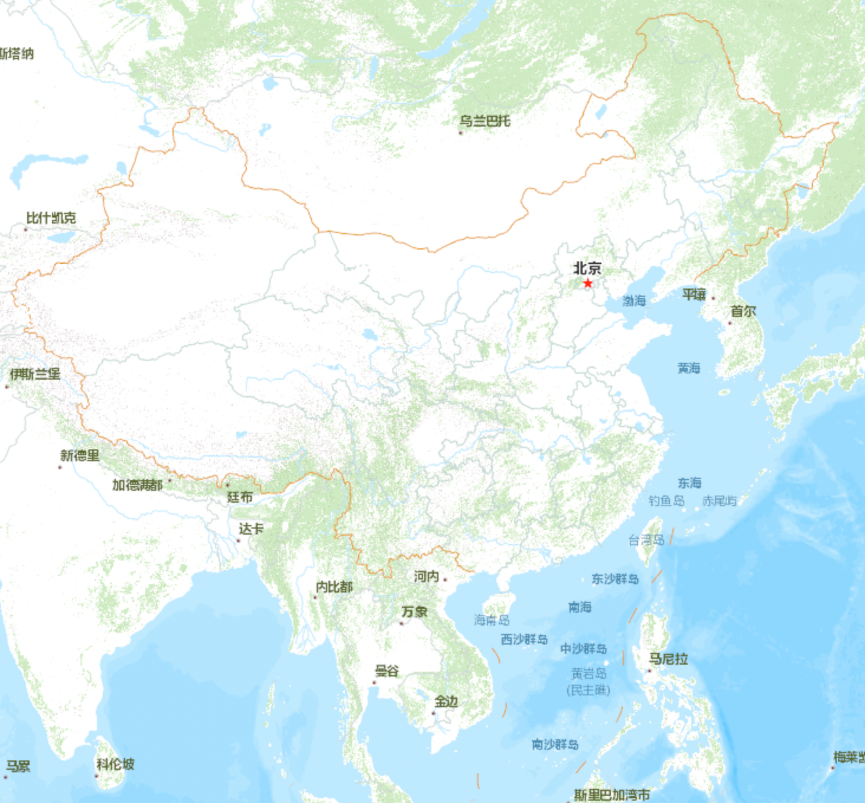 斯塔纳
乌兰巴托
比什凯克
北京
平壤
渤海
首尔
黄海
伊斯兰堡
新德里
加德满都
廷布
东海
钓鱼岛
赤尾屿
达卡
台湾岛
河内
东沙群岛
内比都
万象
南海
海南岛
西沙群岛
中沙群岛
马尼拉
曼谷
黄岩岛
(民主礁)
金边
南沙群岛
马累
科伦坡
梅莱凯
斯里巴加湾市